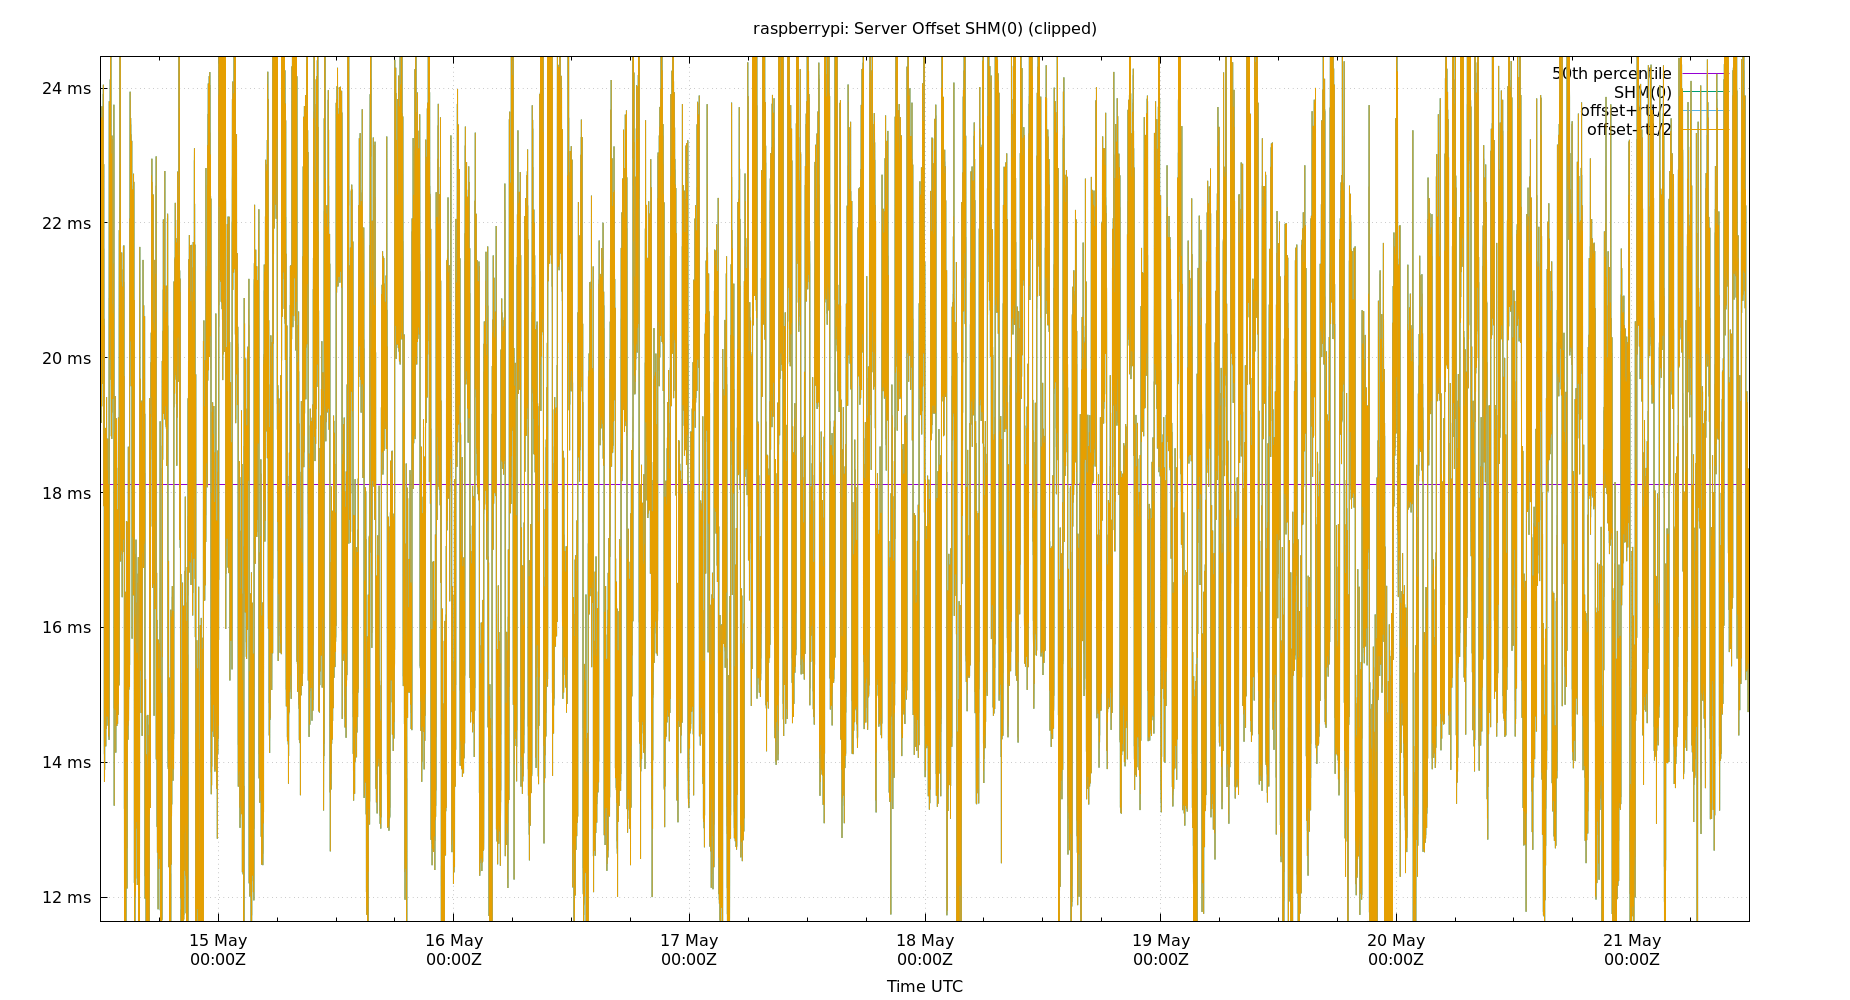 raspberrypi: Server Offset SHM(0) (clipped)
24 ms
22 ms
20 ms
18 ms
16 ms
14 ms
12 ms
50th percentile
SHM(0)
offset+rtt/2
offset-rtt/2
15 May 16 May 17 May 18 May 19 May 20 May 21 May
00:00Z 00:00Z 00:00Z 00:00Z 00:00Z 00:00Z 00:00Z
Time UTC